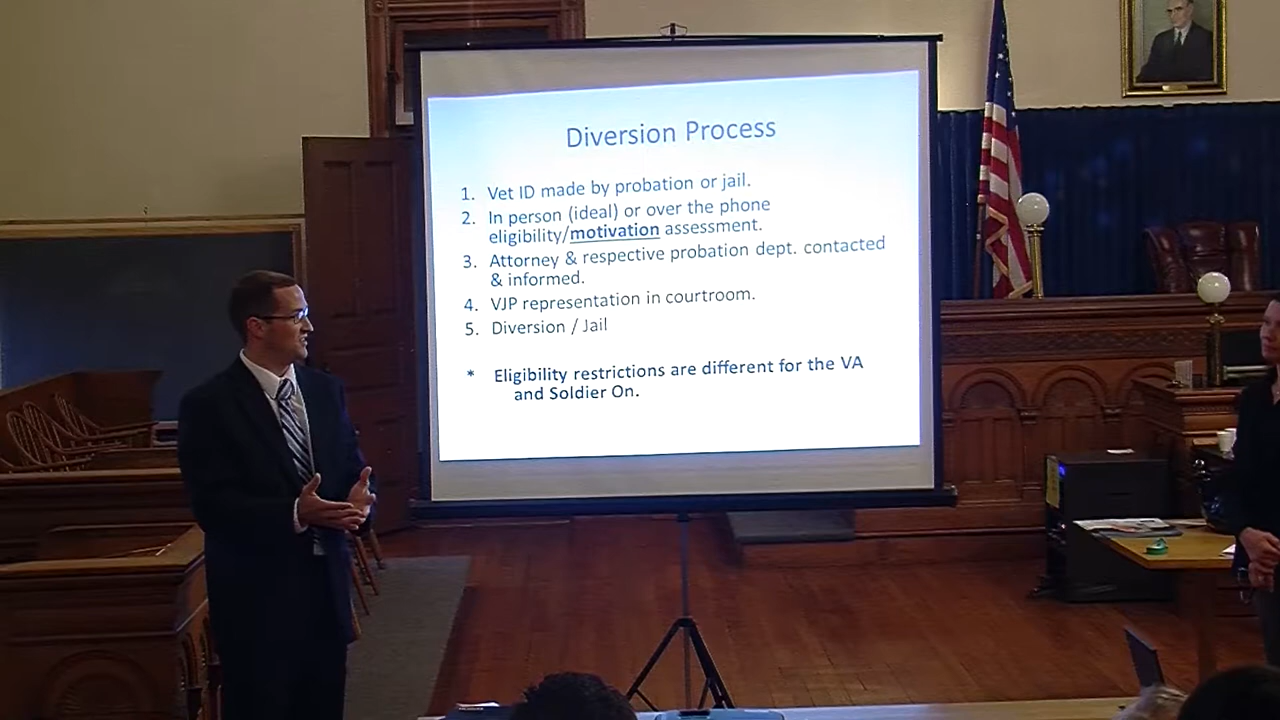 Diversion Process
1. Vet ID made by probation or jail.
2. In person (ideal) or over the phone
eligibility/motivation assessment.
3. Attorney & respective probation dept. contacted
& informed.
4. VJP representation in courtroom.
5. Diversion / Jail
* Eligibility restrictions are different for the VA
and Soldier On.